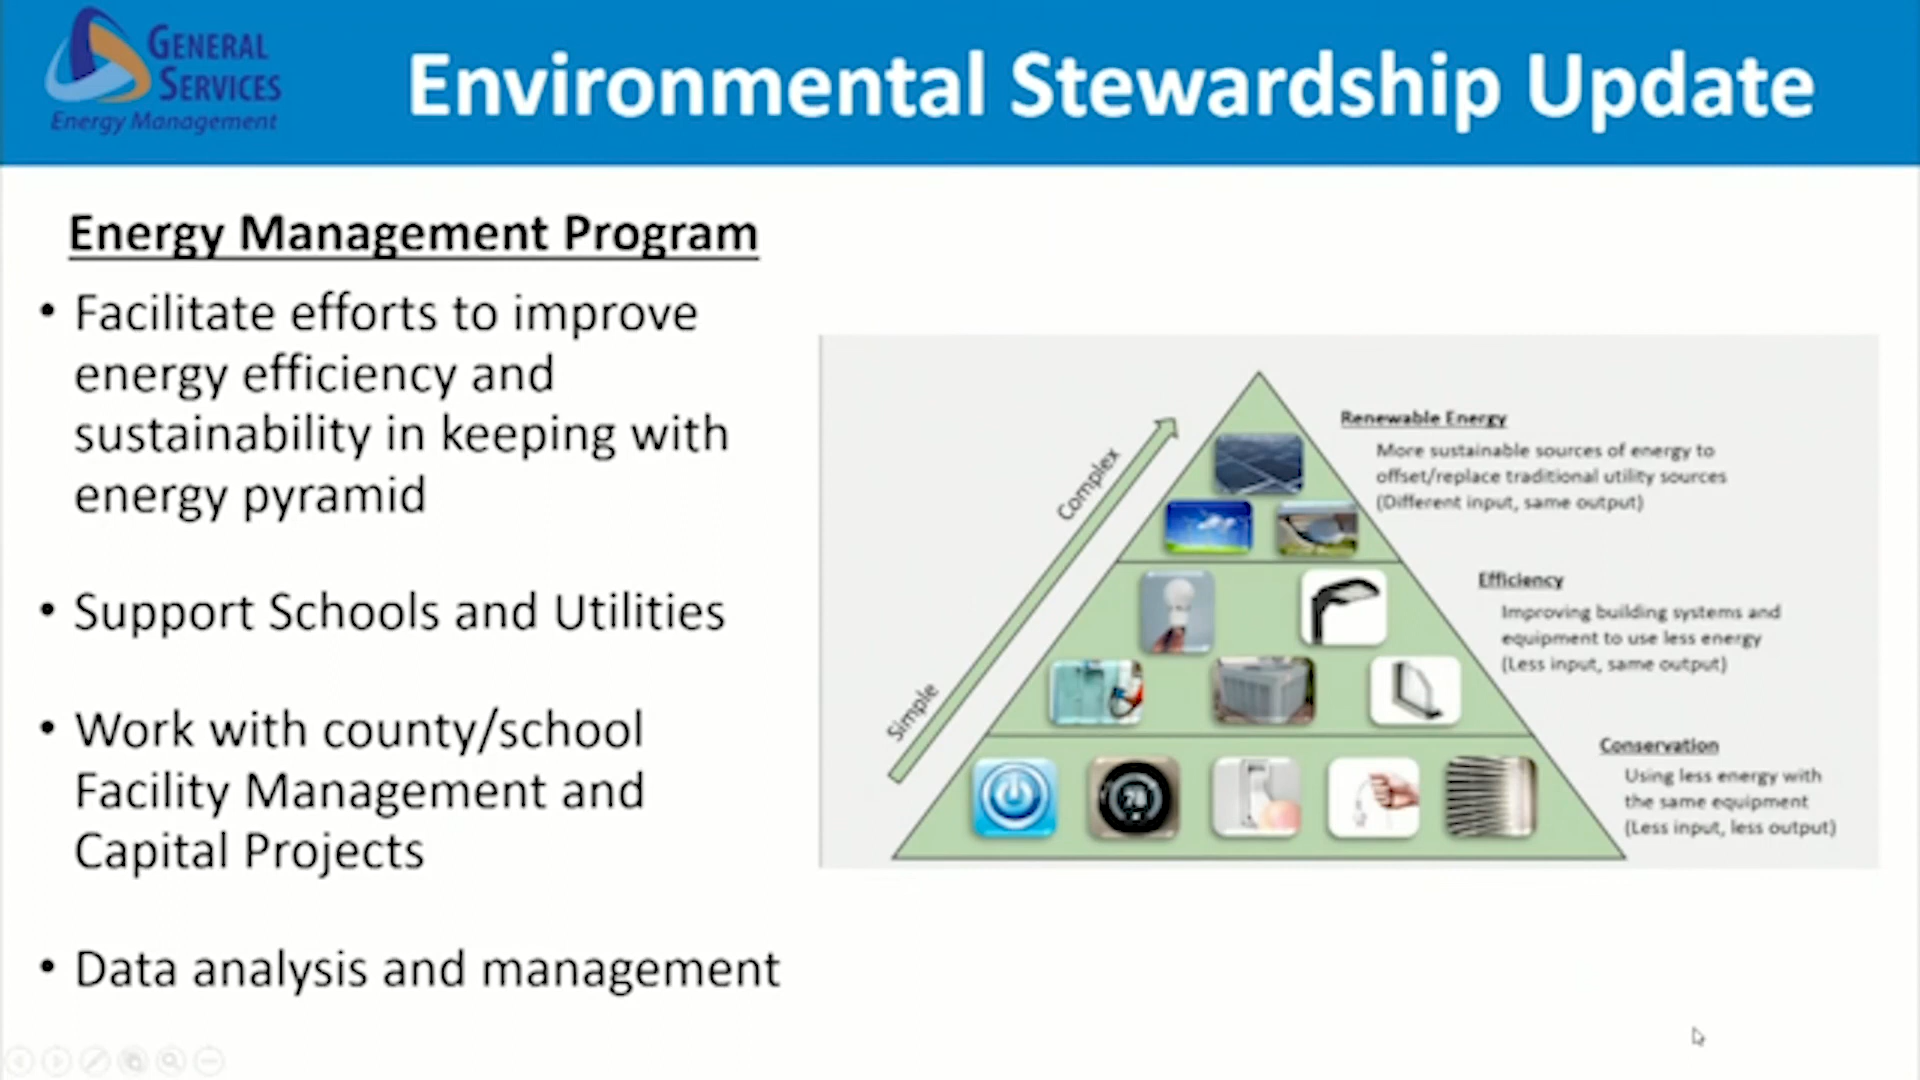 GENERAL
SERVICES
Energy Management
Environmental Stewardship Update
Energy Management Program
• Facilitate efforts to improve
energy efficiency and
sustainability in keeping with
energy pyramid
• Support Schools and Utilities
• Work with county/school
Facility Management and
Capital Projects
• Data analysis and management
Complex
Simple
Renewable Energy
More sustainable sources of energy to
offset/replace traditional utility sources
(Different input, same output)
Efficiency
Improving building systems and
equipment to use less energy
(Less input, same output)
Conservation
Using less energy with
the same equipment
(Less input, less output)
78